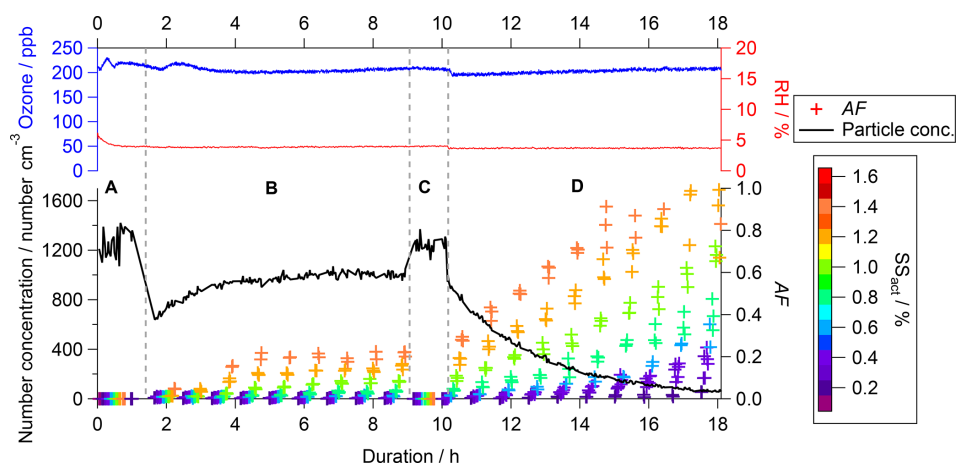 0 2 4 6 8 10 12 14 16 18
250
200
150
100
50
0
Ozone / ppb
20
15
10
5
0
RH / %
A B C D
1600
1200
800
400
0
Number concentration / number cm-3
1.0
0.8
0.6
0.4
0.2
0.0
AF
0 2 4 6 8 10 12 14 16 18
Duration / h
AF
Particle conc.
1.6
1.4
1.2
1.0
0.8
0.6
0.4
0.2
SSact / %